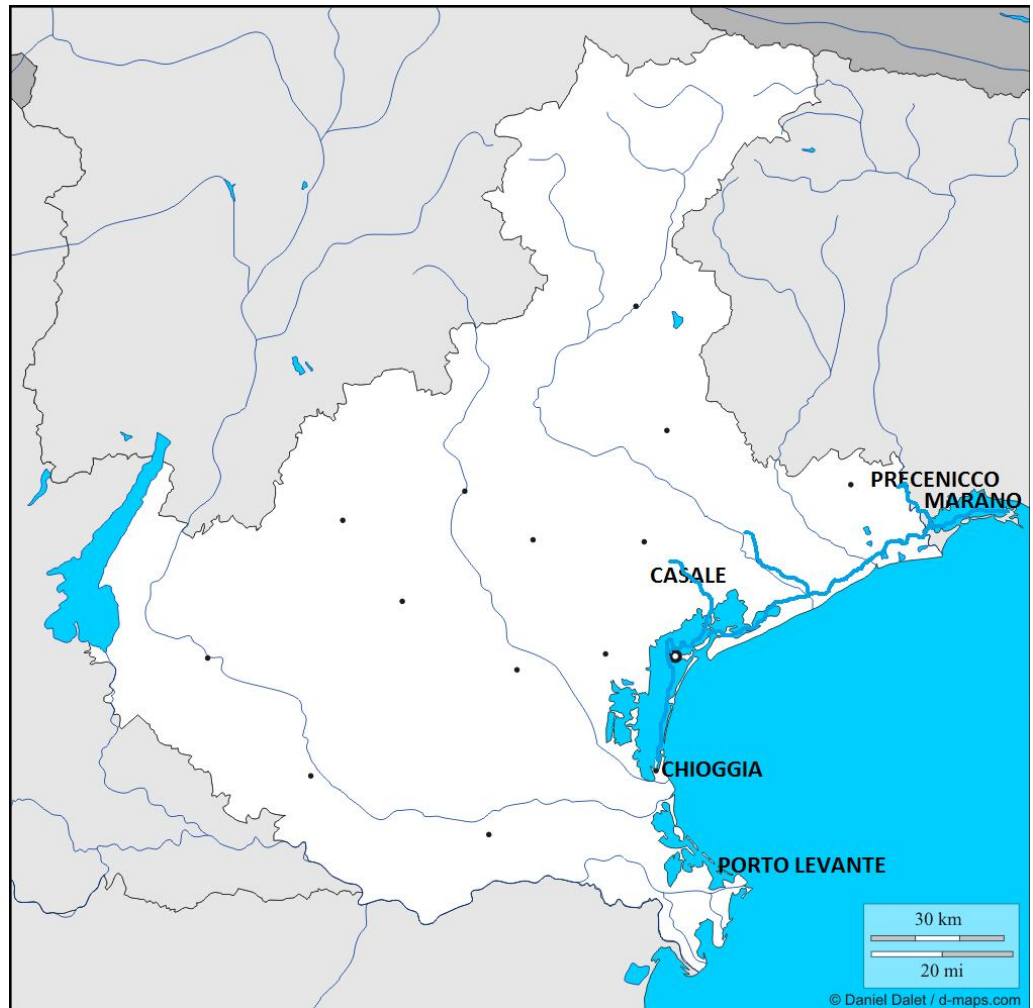 PRECENICCO
MARANO
CASALE
CHIOGGIA
PORTO LEVANTE
30 km
20 mi
© Daniel Dalet / d-maps.com